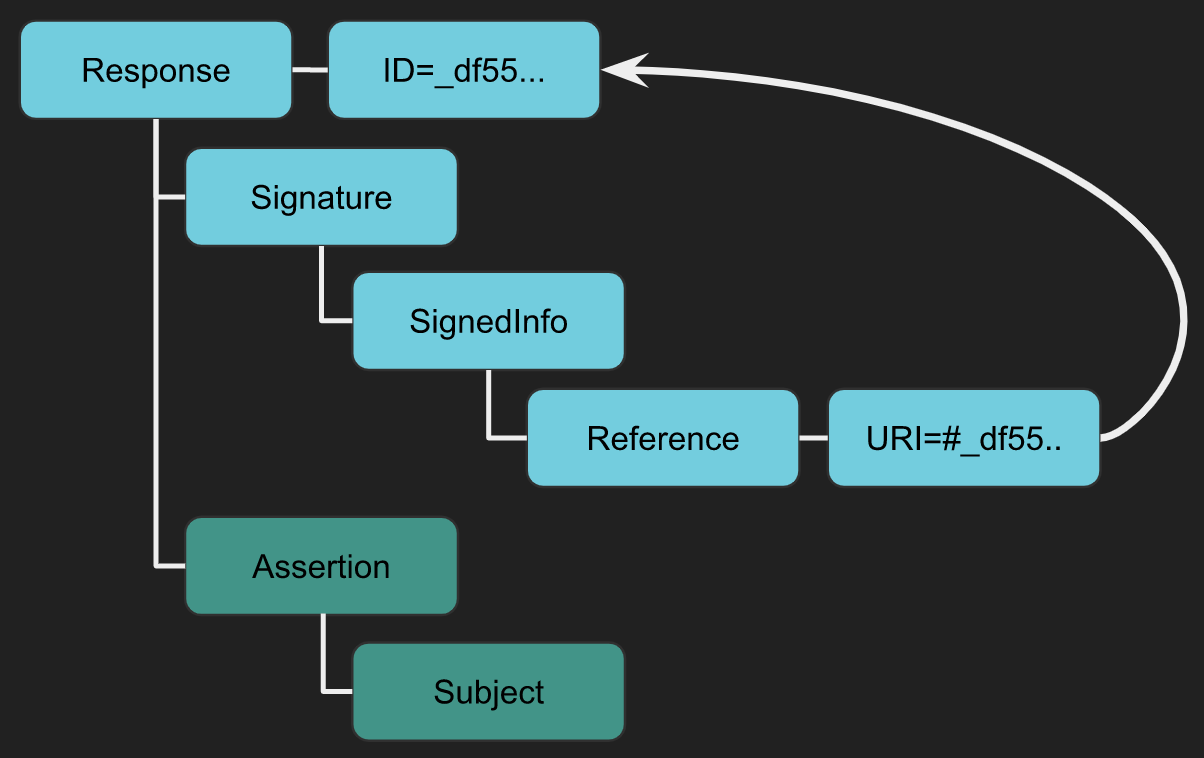 Response
ID=_df55...
Signature
SignedInfo
Reference
URI=#_df55..
Assertion
Subject